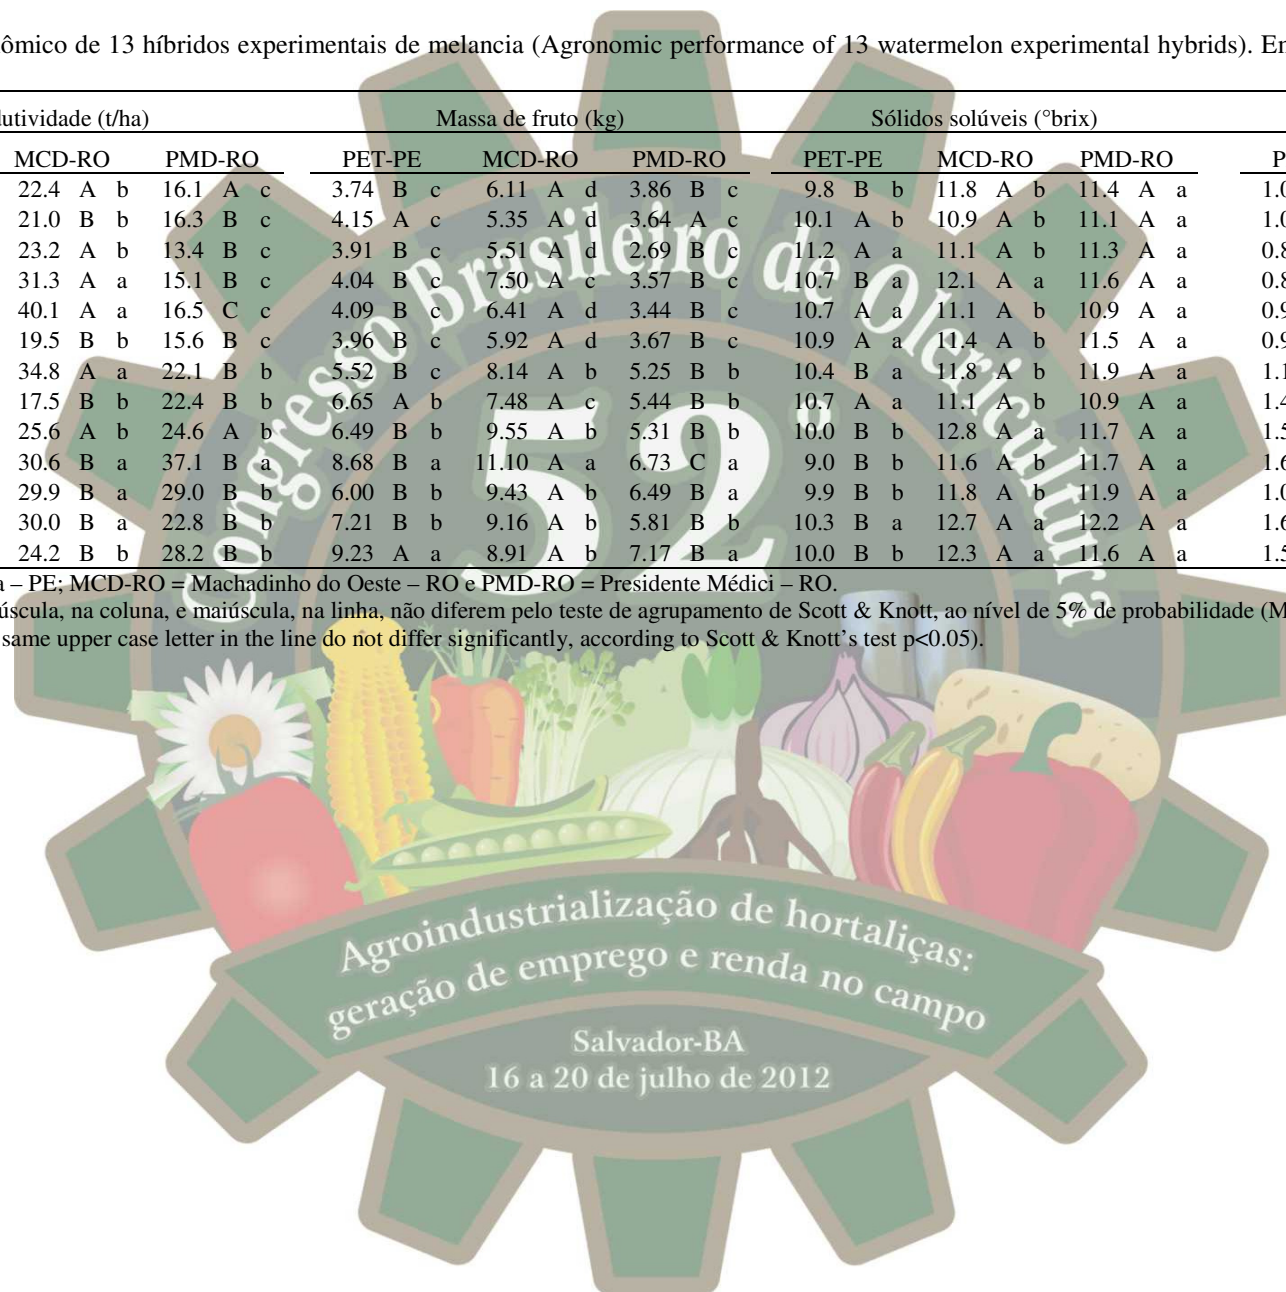 ômico de 13 híbridos experimentais de melancia (Agronomic performance of 13 watermelon experimental hybrids). En
utividade (t/ha) Massa de fruto (kg) Sólidos solúveis (°brix)
MCD-RO PMD-RO PET-PE MCD-RO PMD-RO PET-PE MCD-RO PMD-RO P
22.4 A b 16.1 A c 3.74 B c 6.11 A d 3.86 B c 9.8 B b 11.8 A b 11.4 A a 1.0
21.0 B b 16.3 B c 4.15 A c 5.35 A d 3.64 A c 10.1 A b 10.9 A b 11.1 A a 1.0
23.2 A b 13.4 B c 3.91 B c 5.51 A d 2.69 B c 11.2 A a 11.1 A b 11.3 A a 0.8
31.3 A a 15.1 B c 4.04 B c 7.50 A c 3.57 B c 10.7 B a 12.1 A a 11.6 A a 0.8
40.1 A a 16.5 C c 4.09 B c 6.41 A d 3.44 B c 10.7 A a 11.1 A b 10.9 A a 0.9
19.5 B b 15.6 B c 3.96 B c 5.92 A d 3.67 B c 10.9 A a 11.4 A b 11.5 A a 0.9
34.8 A a 22.1 B b 5.52 B c 8.14 A b 5.25 B b 10.4 B a 11.8 A b 11.9 A a 1.1
17.5 B b 22.4 B b 6.65 A b 7.48 A c 5.44 B b 10.7 A a 11.1 A b 10.9 A a 1.4
25.6 A b 24.6 A b 6.49 B b 9.55 A b 5.31 B b 10.0 B b 12.8 A a 11.7 A a 1.5
30.6 B a 37.1 B a 8.68 B a 11.10 A a 6.73 C a 9.0 B b 11.6 A b 11.7 A a 1.6
29.9 B a 29.0 B b 6.00 B b 9.43 A b 6.49 B a 9.9 B b 11.8 A b 11.9 A a 1.0
30.0 B a 22.8 B b 7.21 B b 9.16 A b 5.81 B b 10.3 B a 12.7 A a 12.2 A a 1.6
24.2 B b 28.2 B b 9.23 A a 8.91 A b 7.17 B a 10.0 B b 12.3 A a 11.6 A a 1.5
a – PE; MCD-RO = Machadinho do Oeste – RO e PMD-RO = Presidente Médici – RO.
úscula, na coluna, e maiúscula, na linha, não diferem pelo teste de agrupamento de Scott & Knott, ao nível de 5% de probabilidade (M
same upper case letter in the line do not differ significantly, according to Scott & Knott's test p<0.05).
Congresso Brasileiro de Olericultura
52º
Agroindustrialização de hortaliças:
geração de emprego e renda no campo
Salvador-BA
16 a 20 de julho de 2012